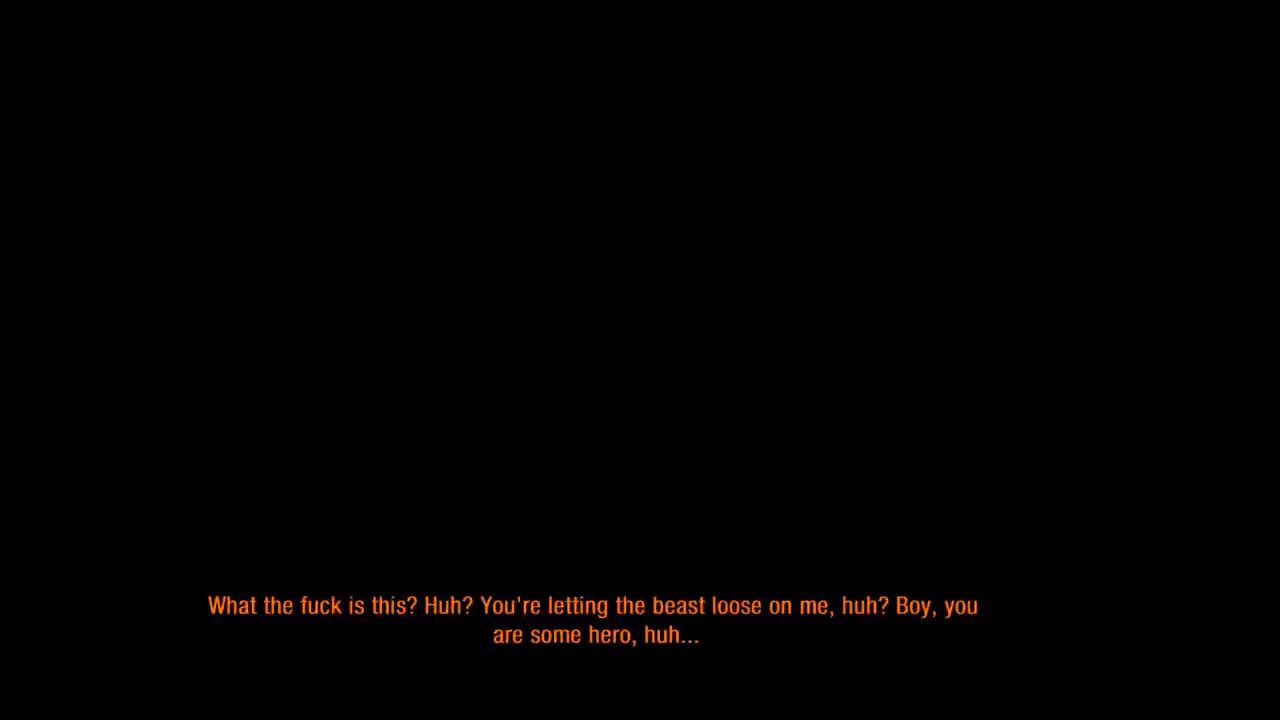 What the fuck is this? Huh? You're letting the beast loose on me, huh? Boy, you
are some hero, huh...